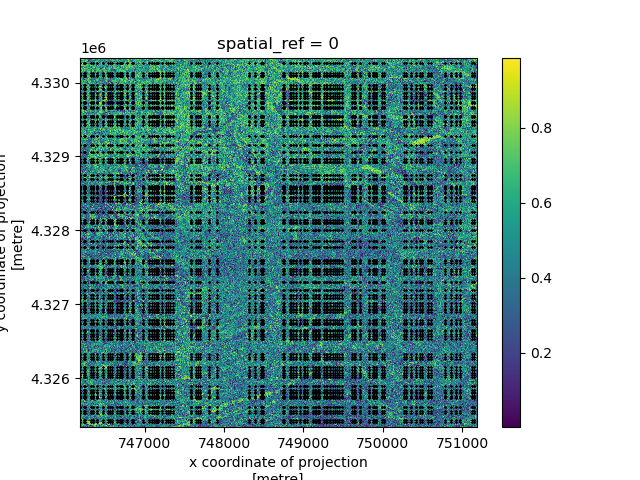 spatial_ref = 0
1e6
4.330
4.329
4.328
4.327
4.326
y coordinate of projection
[metre]
747000 748000 749000 750000 751000
x coordinate of projection
[metre]
0.8
0.6
0.4
0.2